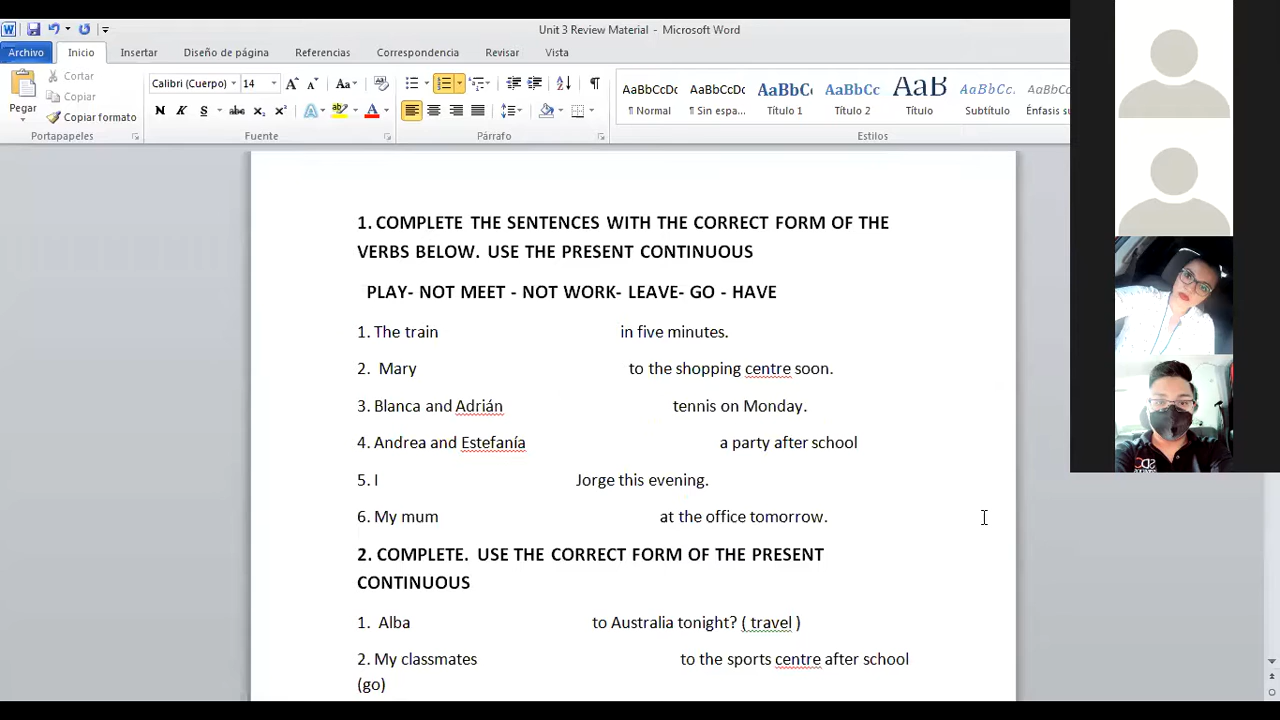 Unit 3 Review Material - Microsoft Word
Archivo Inicio Insertar Diseño de página Referencias Correspondencia Revisar Vista
Pegar
Cortar
Copiar
Copiar formato
Portapapeles
Calibri (Cuerpo) 14
Fuente
Párrafo
AaBbCcDc AaBbCcDc AaBbC AaBbCc AaB AaBbCc. AaBbCc
¶ Normal ¶ Sin espa... Título 1 Título 2 Título Subtítulo Énfasis
Estilos
1. COMPLETE THE SENTENCES WITH THE CORRECT FORM OF THE
VERBS BELOW. USE THE PRESENT CONTINUOUS
PLAY- NOT MEET - NOT WORK- LEAVE- GO - HAVE
1. The train in five minutes.
2. Mary to the shopping centre soon.
3. Blanca and Adrián tennis on Monday.
4. Andrea and Estefanía a party after school
5. I Jorge this evening.
6. My mum at the office tomorrow.
2. COMPLETE. USE THE CORRECT FORM OF THE PRESENT
CONTINUOUS
1. Alba to Australia tonight? ( travel )
2. My classmates to the sports centre after school
(go)